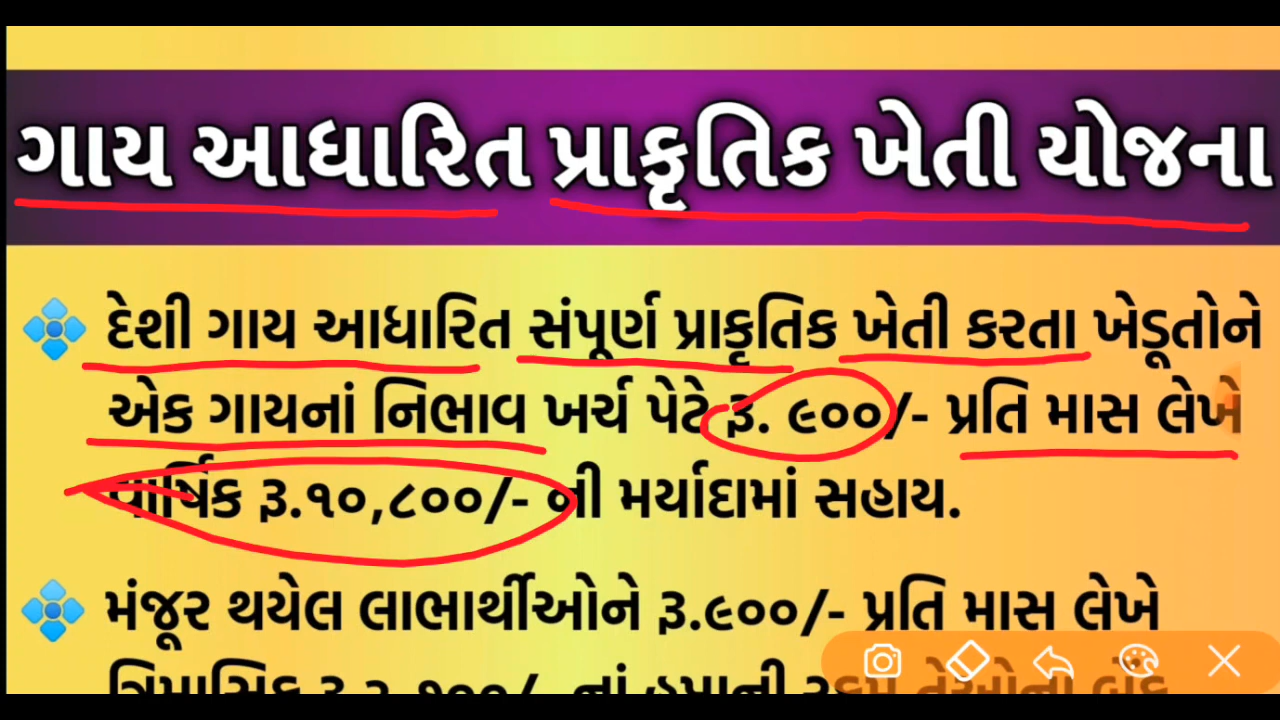 ગાય આધારિત પ્રાકૃતિક ખેતી યોજના
દેશી ગાય આધારિત સંપૂર્ણ પ્રાકૃતિક ખેતી કરતા ખેડૂતોને
એક ગાયનાં નિભાવ ખર્ચ પેટે રૂ. ૯૦૦/- પ્રતિ માસ લેખે
વાર્ષિક રૂ.૧૦,૮૦૦/- ની મર્યાદામાં સહાય.
મંજૂર થયેલ લાભાર્થીઓને રૂ.૯૦૦/- પ્રતિ માસ લેખે